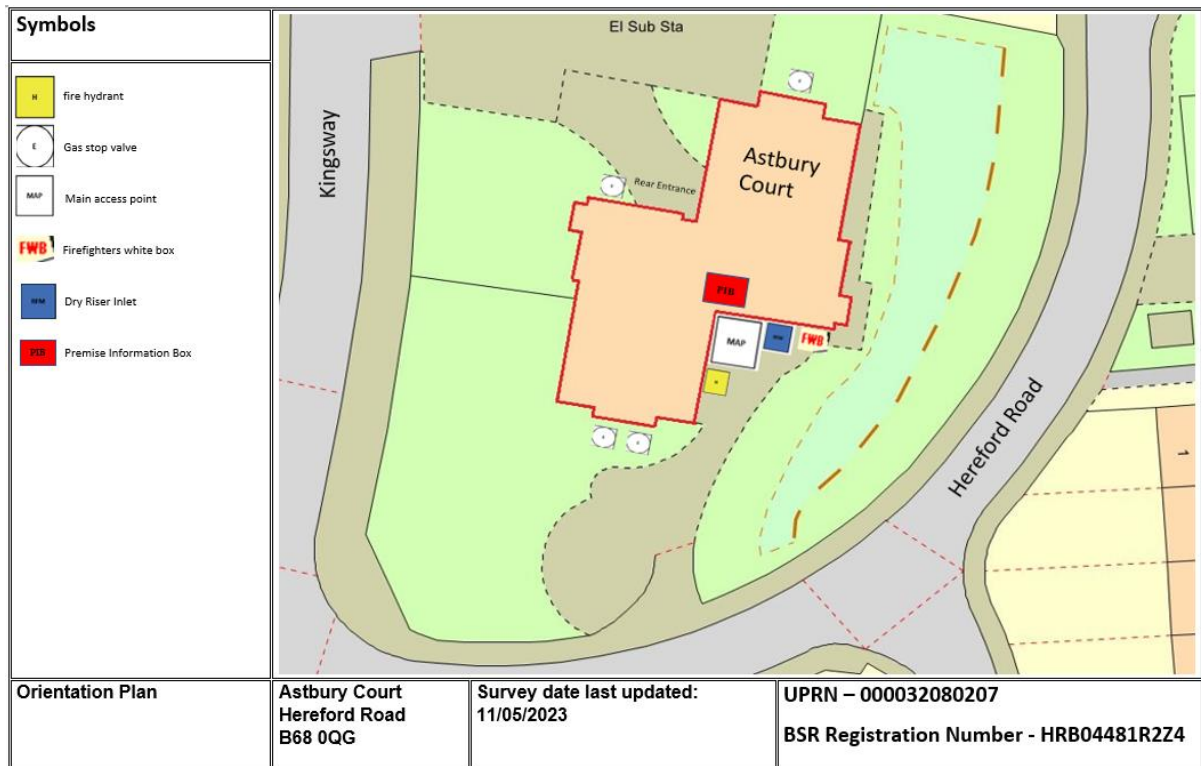 Symbols
H
fire hydrant
E
Gas stop valve
MAP
Main access point
FWB
Firefighters white box
Dry Riser Inlet
PIB
Premise Information Box
El Sub Sta
Kingsway
Astbury
Court
Rear Entrance
PIB
MAP
FWB
Hereford Road
1
Orientation Plan
Astbury Court
Hereford Road
B68 0QG
Survey date last updated:
11/05/2023
UPRN – 000032080207
BSR Registration Number - HRB04481R2Z4